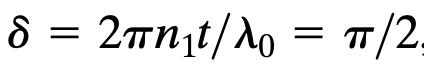 δ = 2πn₁t/λ₀ = π/2,